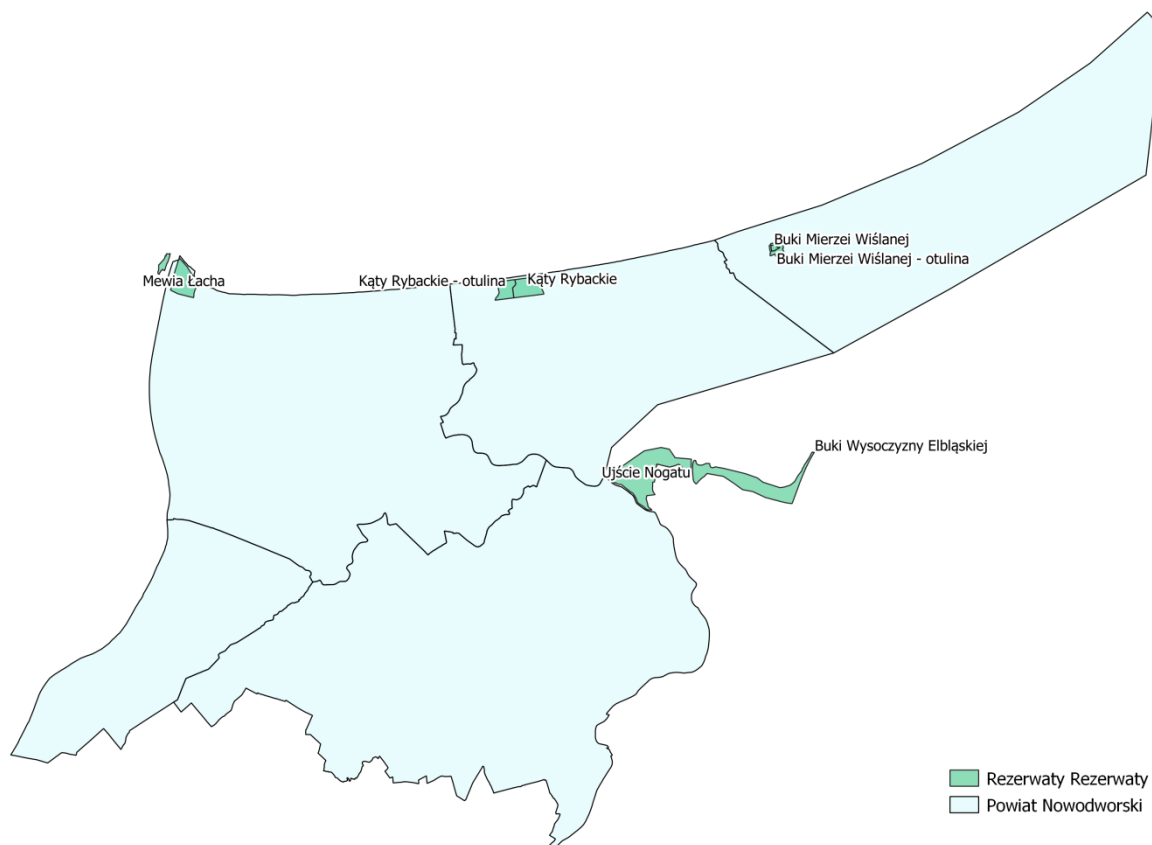 Buki Mierzei Wiślanej
Buki Mierzei Wiślanej - otulina
Mewia Łacha
Kąty Rybackie - otulina
Kąty Rybackie
Buki Wysoczyzny Elbląskiej
Ujście Nogatu
Rezerwaty Rezerwaty
Powiat Nowodworski